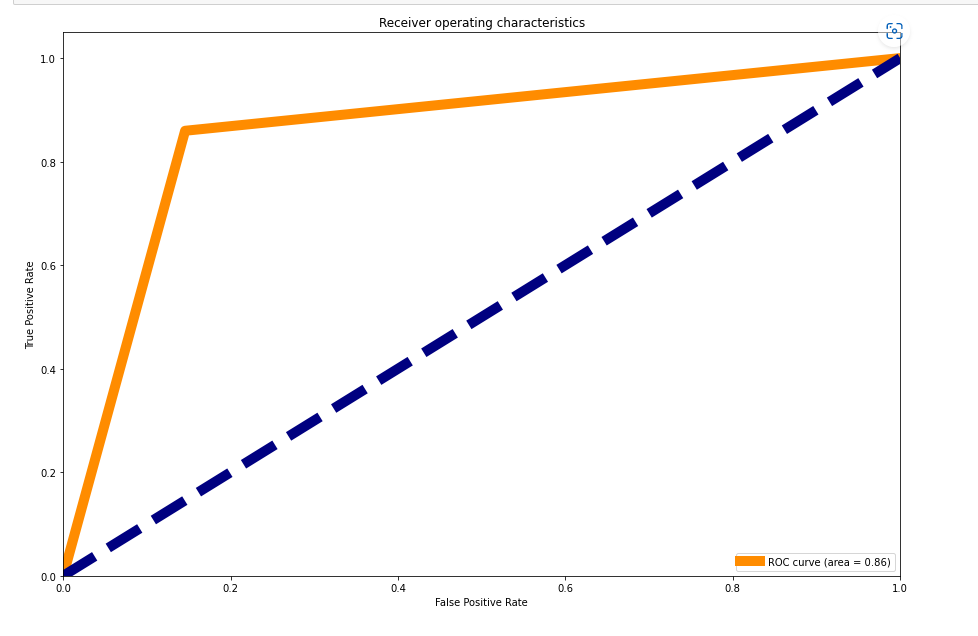 Receiver operating characteristics
1.0
0.8
0.6
0.4
0.2
0.0
True Positive Rate
ROC curve (area = 0.86)
0.0 0.2 0.4 0.6 0.8 1.0
False Positive Rate